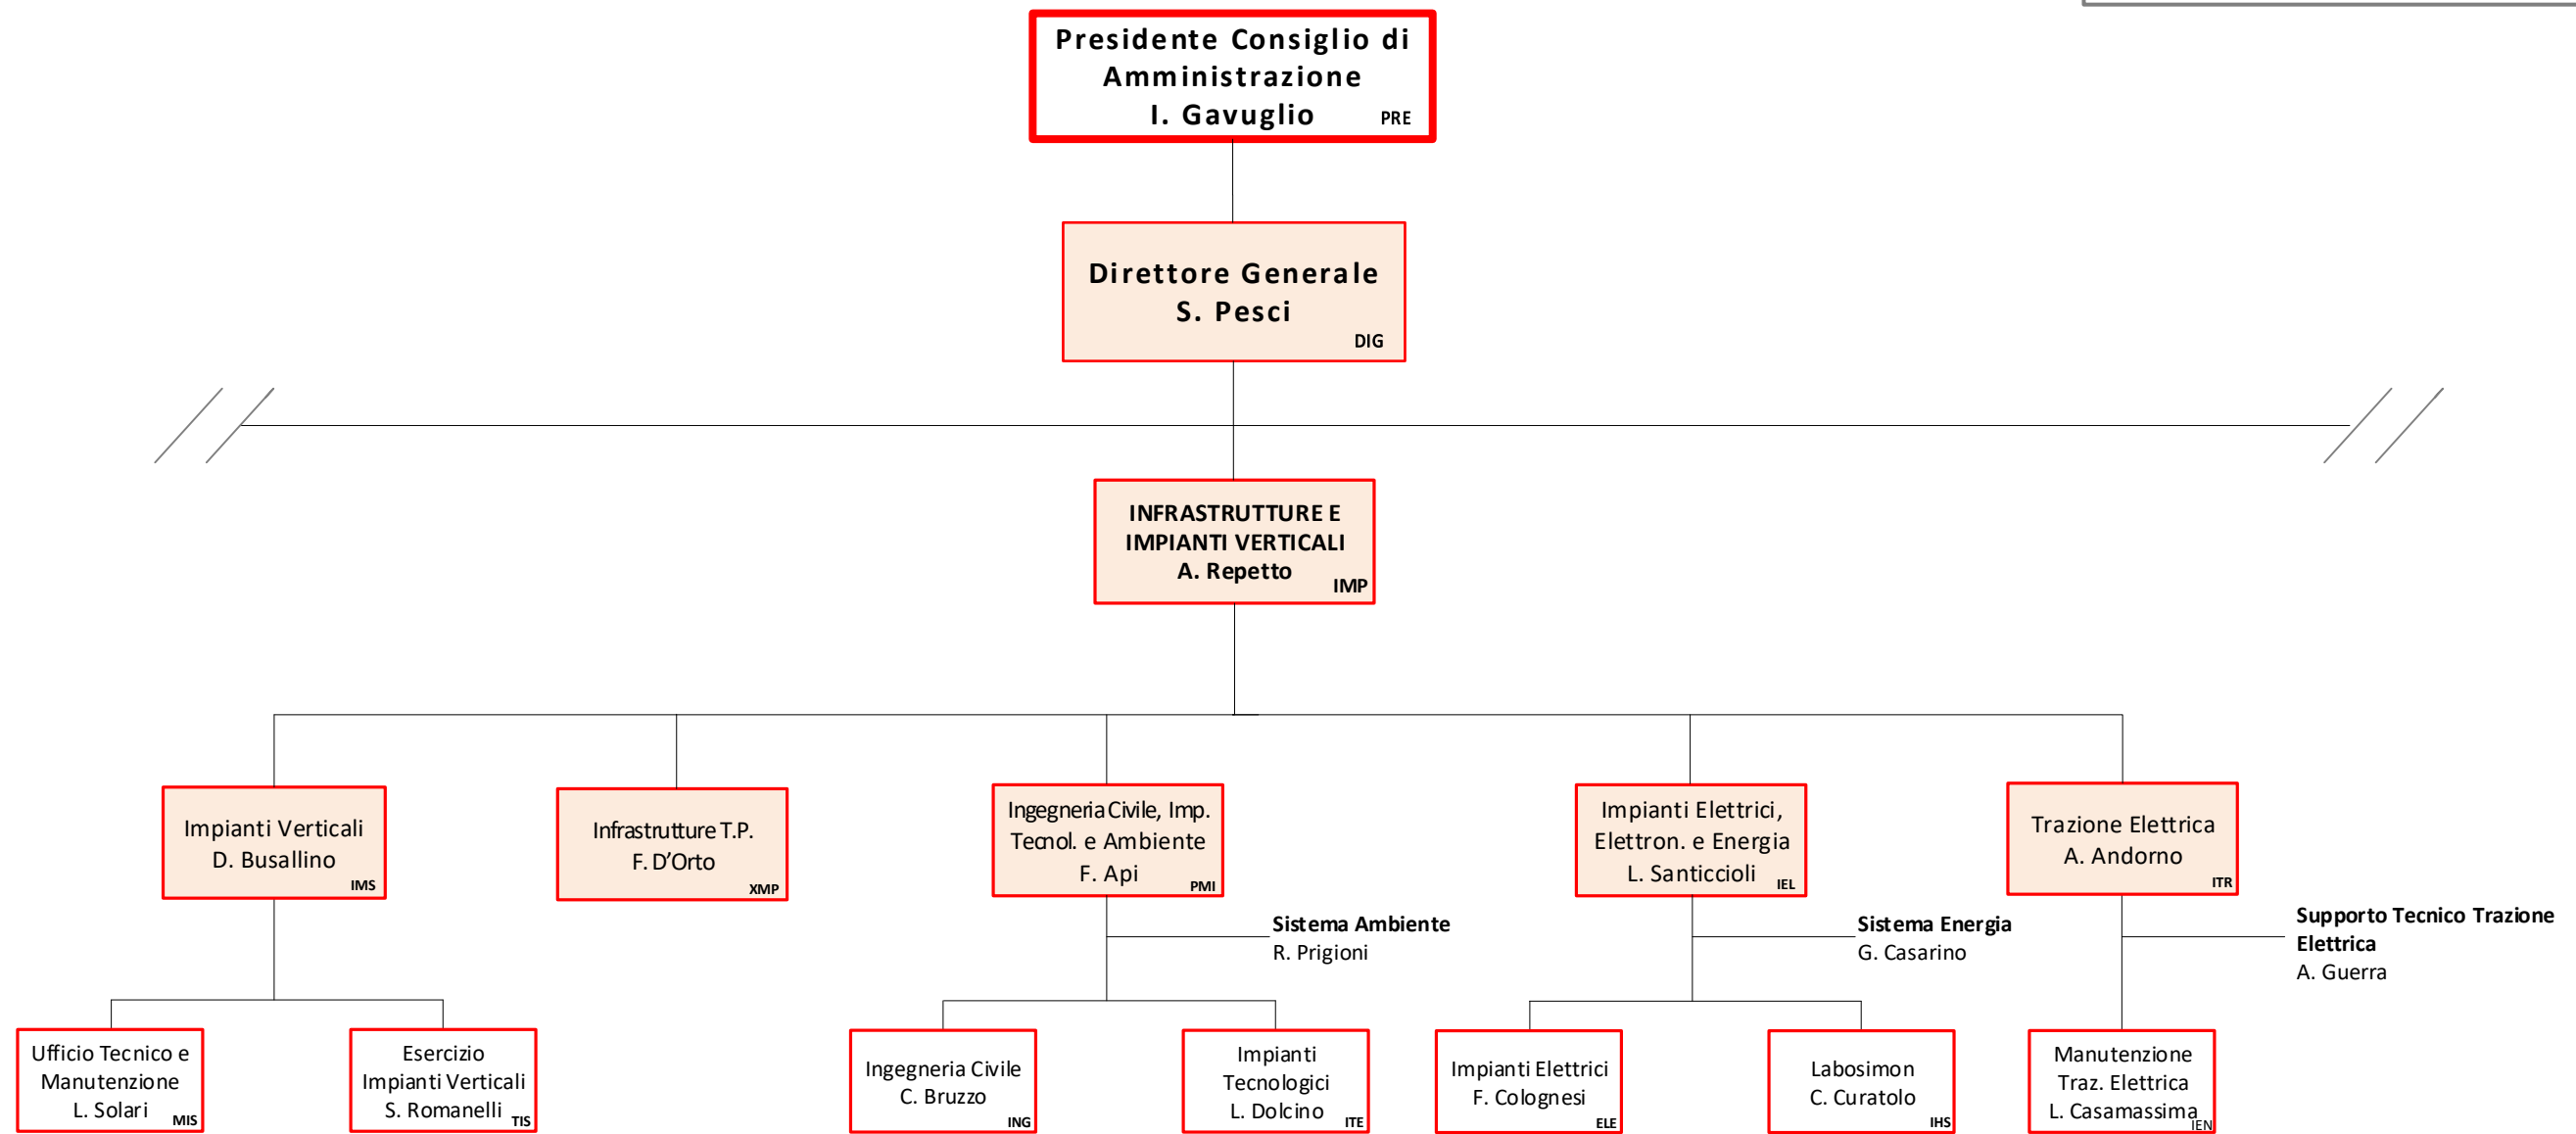 Presidente Consiglio di
Amministrazione
I. Gavuglio PRE
Direttore Generale
S. Pesci
DIG
INFRASTRUTTURE E
IMPIANTI VERTICALI
A. Repetto
IMP
Impianti Verticali
D. Busallino
IMS
Infrastrutture T.P.
F. D'Orto
XMP
Ingegneria Civile, Imp.
Tecnol. e Ambiente
F. Api
PMI
Impianti Elettrici,
Elettron. e Energia
L. Santiccioli IEL
Trazione Elettrica
A. Andorno
ITR
Sistema Ambiente
R. Prigioni
Sistema Energia
G. Casarino
Supporto Tecnico Trazione
Elettrica
A. Guerra
Ufficio Tecnico e
Manutenzione
L. Solari MIS
Esercizio
Impianti Verticali
S. Romanelli TIS
Ingegneria Civile
C. Bruzzo
ING
Impianti
Tecnologici
L. Dolcino ITE
Impianti Elettrici
F. Colognesi
ELE
Labosimon
C. Curatolo
IHS
Manutenzione
Traz. Elettrica
L. Casamassima
IEN